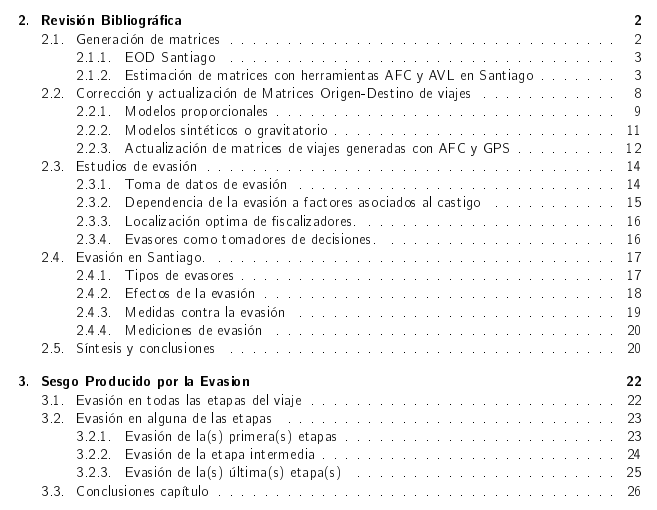 2. Revisión Bibliográfica 2
2.1. Generación de matrices . . . . . . . . . . . . . . . . . . . . . . . . . . . 2
2.1.1. EOD Santiago . . . . . . . . . . . . . . . . . . . . . . . . . . . 3
2.1.2. Estimación de matrices con herramientas AFC y AVL en Santiago . . . . . . 3
2.2. Corrección y actualización de Matrices Origen-Destino de viajes . . . . . . . . . 8
2.2.1. Modelos proporcionales . . . . . . . . . . . . . . . . . . . . . . . . 9
2.2.2. Modelos sintéticos o gravitatorio . . . . . . . . . . . . . . . . . . . 11
2.2.3. Actualización de matrices de viajes generadas con AFC y GPS . . . . . . . . 12
2.3. Estudios de evasión . . . . . . . . . . . . . . . . . . . . . . . . . . . . 14
2.3.1. Toma de datos de evasión . . . . . . . . . . . . . . . . . . . . . . 14
2.3.2. Dependencia de la evasión a factores asociados al castigo . . . . . . . . . 15
2.3.3. Localización optima de fiscalizadores. . . . . . . . . . . . . . . . . . 16
2.3.4. Evasores como tomadores de decisiones. . . . . . . . . . . . . . . . . 16
2.4. Evasión en Santiago. . . . . . . . . . . . . . . . . . . . . . . . . . . . 17
2.4.1. Tipos de evasores . . . . . . . . . . . . . . . . . . . . . . . . . . 17
2.4.2. Efectos de la evasión . . . . . . . . . . . . . . . . . . . . . . . . 18
2.4.3. Medidas contra la evasión . . . . . . . . . . . . . . . . . . . . . . 19
2.4.4. Mediciones de evasión . . . . . . . . . . . . . . . . . . . . . . . . 20
2.5. Síntesis y conclusiones . . . . . . . . . . . . . . . . . . . . . . . . . . 20
3. Sesgo Producido por la Evasion 22
3.1. Evasión en todas las etapas del viaje . . . . . . . . . . . . . . . . . . . . . 22
3.2. Evasión en alguna de las etapas . . . . . . . . . . . . . . . . . . . . . . . 23
3.2.1. Evasión de la(s) primera(s) etapas . . . . . . . . . . . . . . . . . . . 23
3.2.2. Evasión de la etapa intermedia . . . . . . . . . . . . . . . . . . . . 24
3.2.3. Evasión de la(s) última(s) etapa(s) . . . . . . . . . . . . . . . . . . 25
3.3. Conclusiones capítulo . . . . . . . . . . . . . . . . . . . . . . . . . . . 26